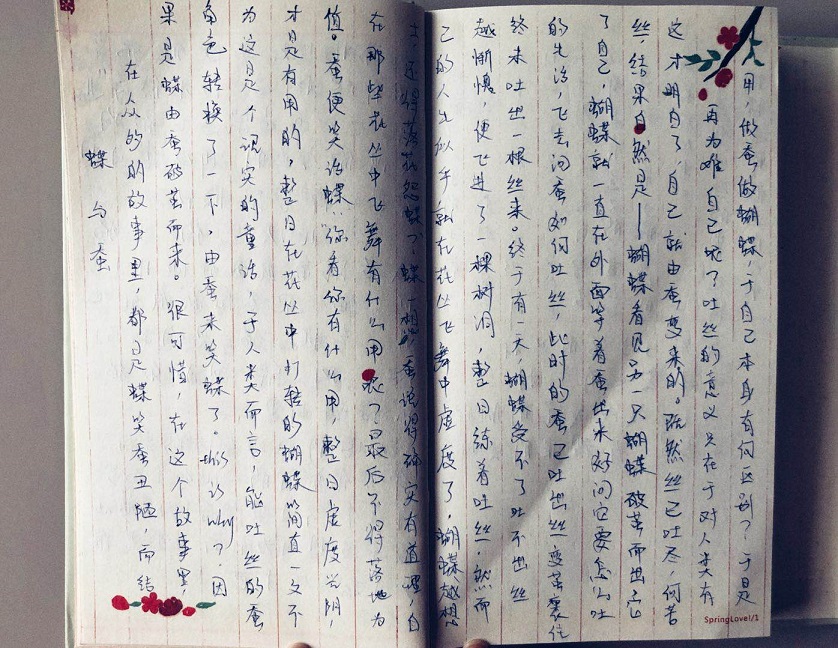 蝶与蚕
在众的的故事里，都是蝶笑蚕丑陋，而结
果是蝶由蚕破茧而来。很可惜，在这个故事里，
角色转换了一下，由蚕来笑蝶了。this is why？因
为这是个现实的童话，于人类而言，能吐丝的蚕
才是有用的，整日在花丛中打转的蝴蝶简直一文不
值。蚕便笑话蝶：你看你有什么用，整日虚度光阴，
在那些花丛中飞舞有什么用呢？最后不得落地为
土，还得落花怨蝶？蝶一想，蚕说得确实有道理，自
己的人生似乎就在花丛飞舞中虚度了，蝴蝶越想
越惭愧，便飞进了一棵树洞，整日练着吐丝，然而
终未吐出一根丝来。终于有一天，蝴蝶受不了吐不出丝
的生活，飞去问蚕如何吐丝，此时的蚕已吐出丝变茧裹住
了自己，蝴蝶就一直在外面等着蚕出来好问它要怎么吐
丝，结果自然是——蝴蝶看见另一只蝴蝶破茧而出，它
这才明白了，自己就由蚕变来的。既然丝已吐尽，何苦
再为难自己呢？吐丝的意义只在于对人类有
用，做蚕做蝴蝶，于自己本身有何区别？于是
SpringLovel/1